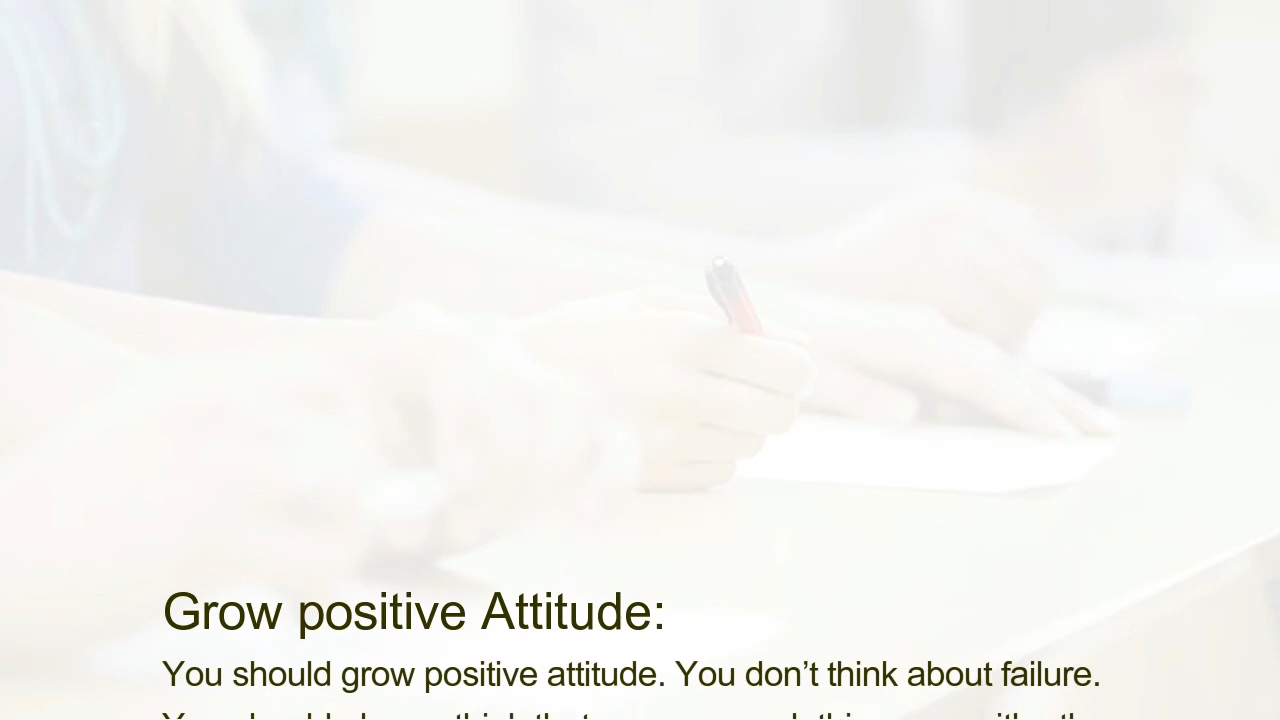 Grow positive Attitude:
You should grow positive attitude. You don’t think about failure.